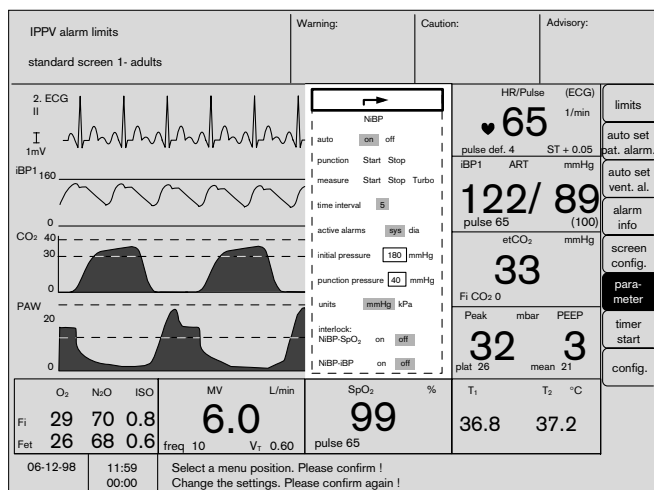 IPPV alarm limits
standard screen 1- adults
Warning:
Caution:
Advisory:
2. ECG
II
1mV
iBP1
160
0
CO₂
40
30
0
PAW
20
0
NiBP
auto on off
punction Start Stop
measure Start Stop Turbo
time interval 5
active alarms sys dia
initial pressure 180 mmHg
punction pressure 40 mmHg
units mmHg kPa
interlock:
NiBP-SpO₂ on off
NiBP-iBP on off
HR/Pulse (ECG)
65 1/min
pulse def. 4 ST + 0.05
iBP1 ART mmHg
122/ 89
pulse 65 (100)
etCO₂ mmHg
33
Fi CO₂ 0
Peak mbar PEEP
32 3
plat 26 mean 21
limits
auto set
pat. alarm.
auto set
vent. al.
alarm
info
screen
config.
para-
meter
timer
start
config.
O₂ N₂O ISO
Fi 29 70 0.8
Fet 26 68 0.6
MV L/min
6.0
freq 10 VT 0.60
SpO₂ %
99
pulse 65
T₁ T₂ °C
36.8 37.2
06-12-98
11:59
00:00
Select a menu position. Please confirm !
Change the settings. Please confirm again !